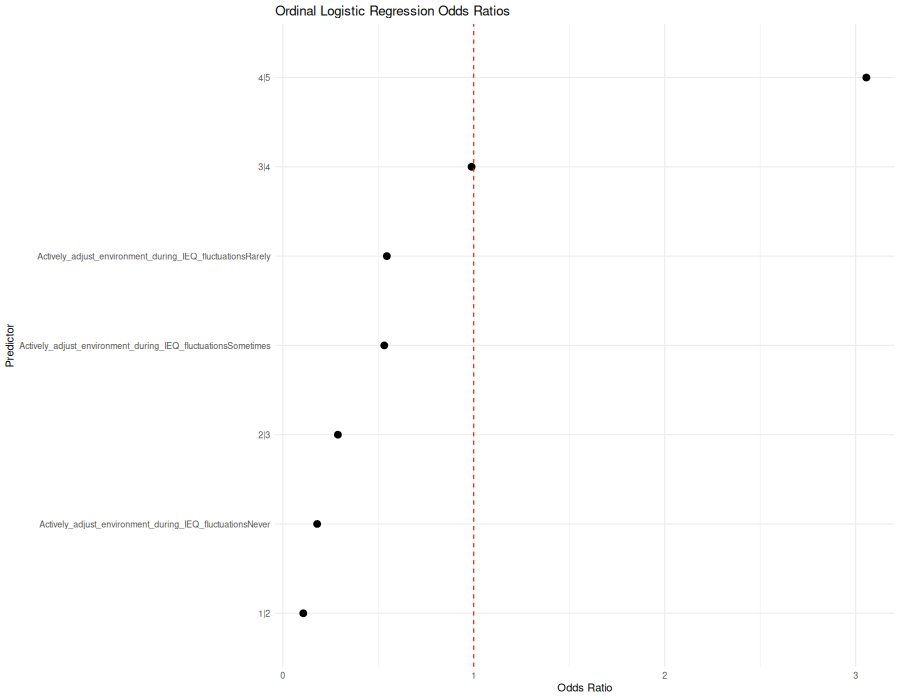 Ordinal Logistic Regression Odds Ratios
4|5
3|4
Actively_adjust_environment_during_IEQ_fluctuationsRarely
Actively_adjust_environment_during_IEQ_fluctuationsSometimes
2|3
Actively_adjust_environment_during_IEQ_fluctuationsNever
1|2
Predictor
0 1 2 3
Odds Ratio